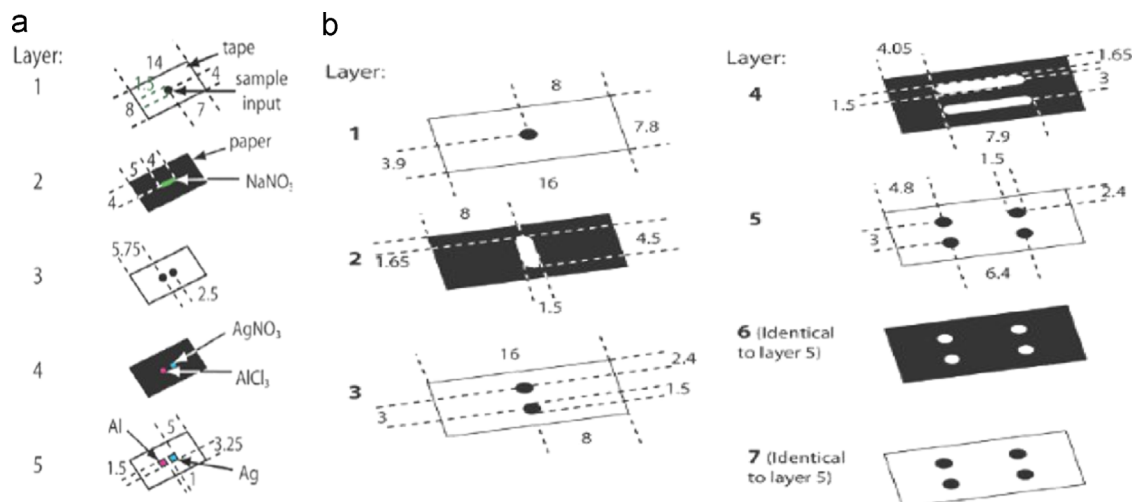 a
Layer:
1
14
tape
1.5
4
sample
input
8
7
2
5
4
paper
NaNO₃
4
3
5.75
2.5
4
AgNO₃
AlCl₃
5
Al
5
3.25
1.5
1
Ag
b
Layer:
1
8
7.8
3.9
16
2
8
4.5
1.65
1.5
3
16
2.4
1.5
3
8
Layer:
4
4.05
1.65
3
1.5
7.9
5
1.5
4.8
2.4
3
6.4
6 (Identical
to layer 5)
7 (Identical
to layer 5)